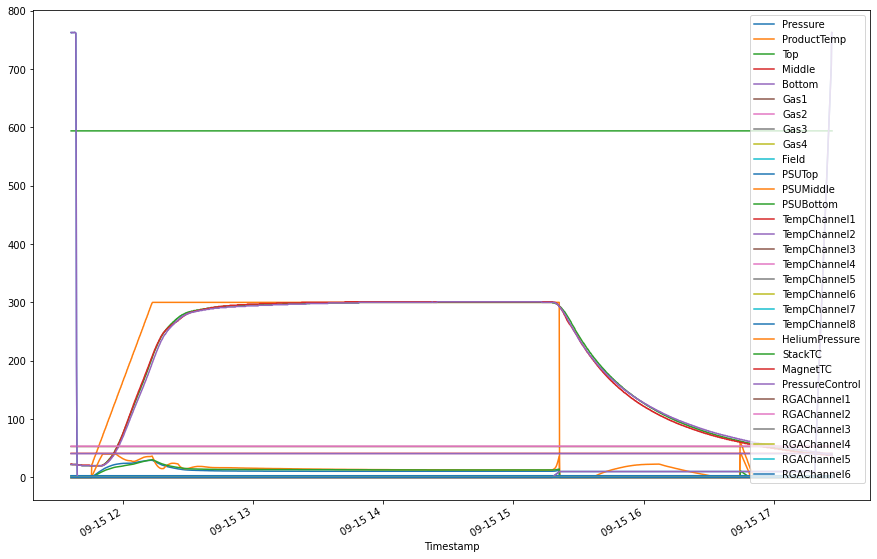 800
700
600
500
400
300
200
100
0
Pressure
ProductTemp
Top
Middle
Bottom
Gas1
Gas2
Gas3
Gas4
Field
PSUTop
PSUMiddle
PSUBottom
TempChannel1
TempChannel2
TempChannel3
TempChannel4
TempChannel5
TempChannel6
TempChannel7
TempChannel8
HeliumPressure
StackTC
MagnetTC
PressureControl
RGAChannel1
RGAChannel2
RGAChannel3
RGAChannel4
RGAChannel5
RGAChannel6
09-15 12
09-15 13
09-15 14
09-15 15
09-15 16
09-15 17
Timestamp